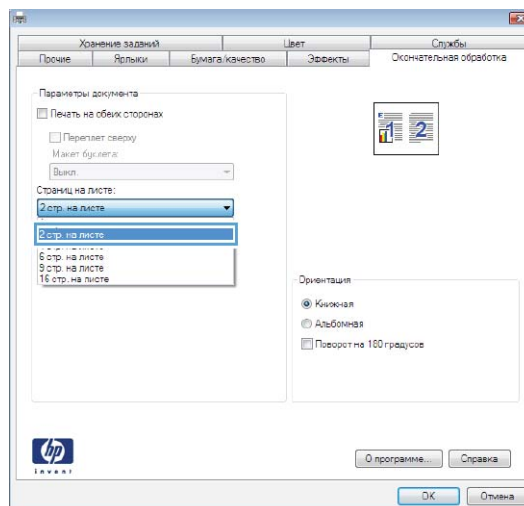 Хранение заданий Цвет Службы
Прочие Ярлыки Бумага/качество Эффекты Окончательная обработка
Параметры документа
Печать на обеих сторонах
Переплет сверху
Макет буклета:
Выкл.
Страниц на листе:
2 стр. на листе
2 стр. на листе
6 стр. на листе
9 стр. на листе
16 стр. на листе
1 2
Ориентация
Книжная
Альбомная
Поворот на 180 градусов
hp
invent
О программе... Справка
OK Отмена